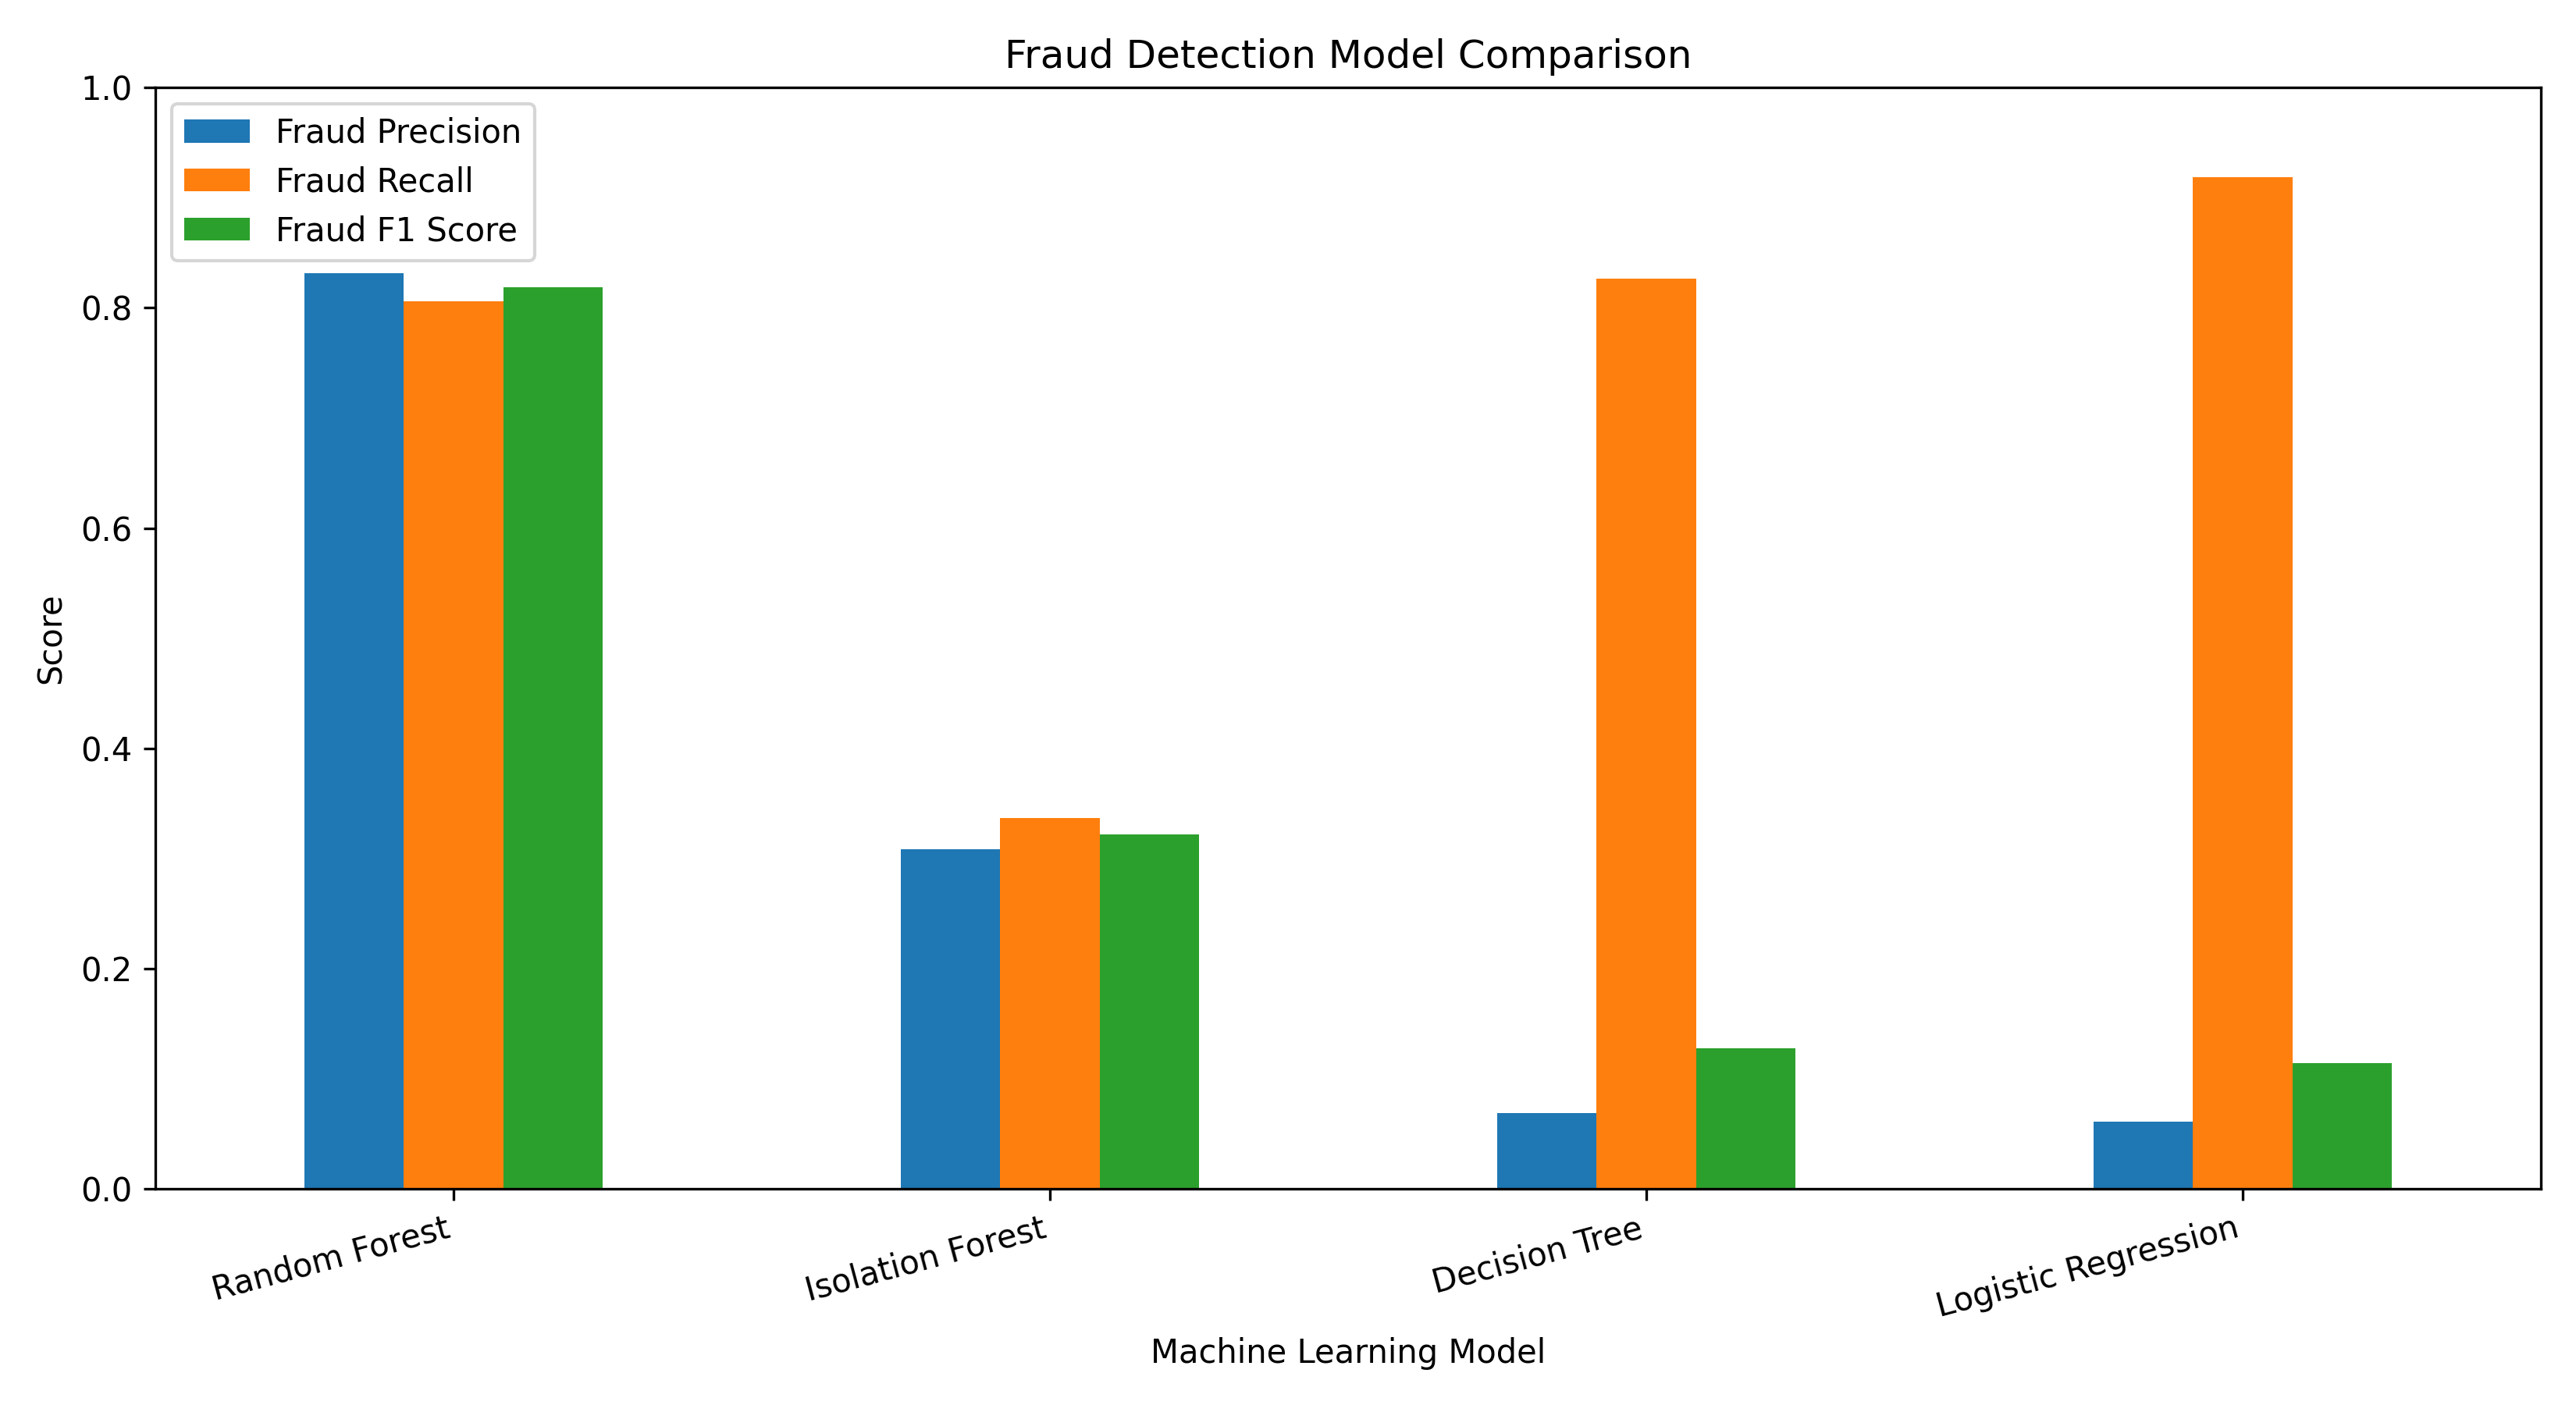 Fraud Detection Model Comparison
1.0
0.8
0.6
0.4
0.2
0.0
Score
Fraud Precision
Fraud Recall
Fraud F1 Score
Random Forest
Isolation Forest
Decision Tree
Logistic Regression
Machine Learning Model